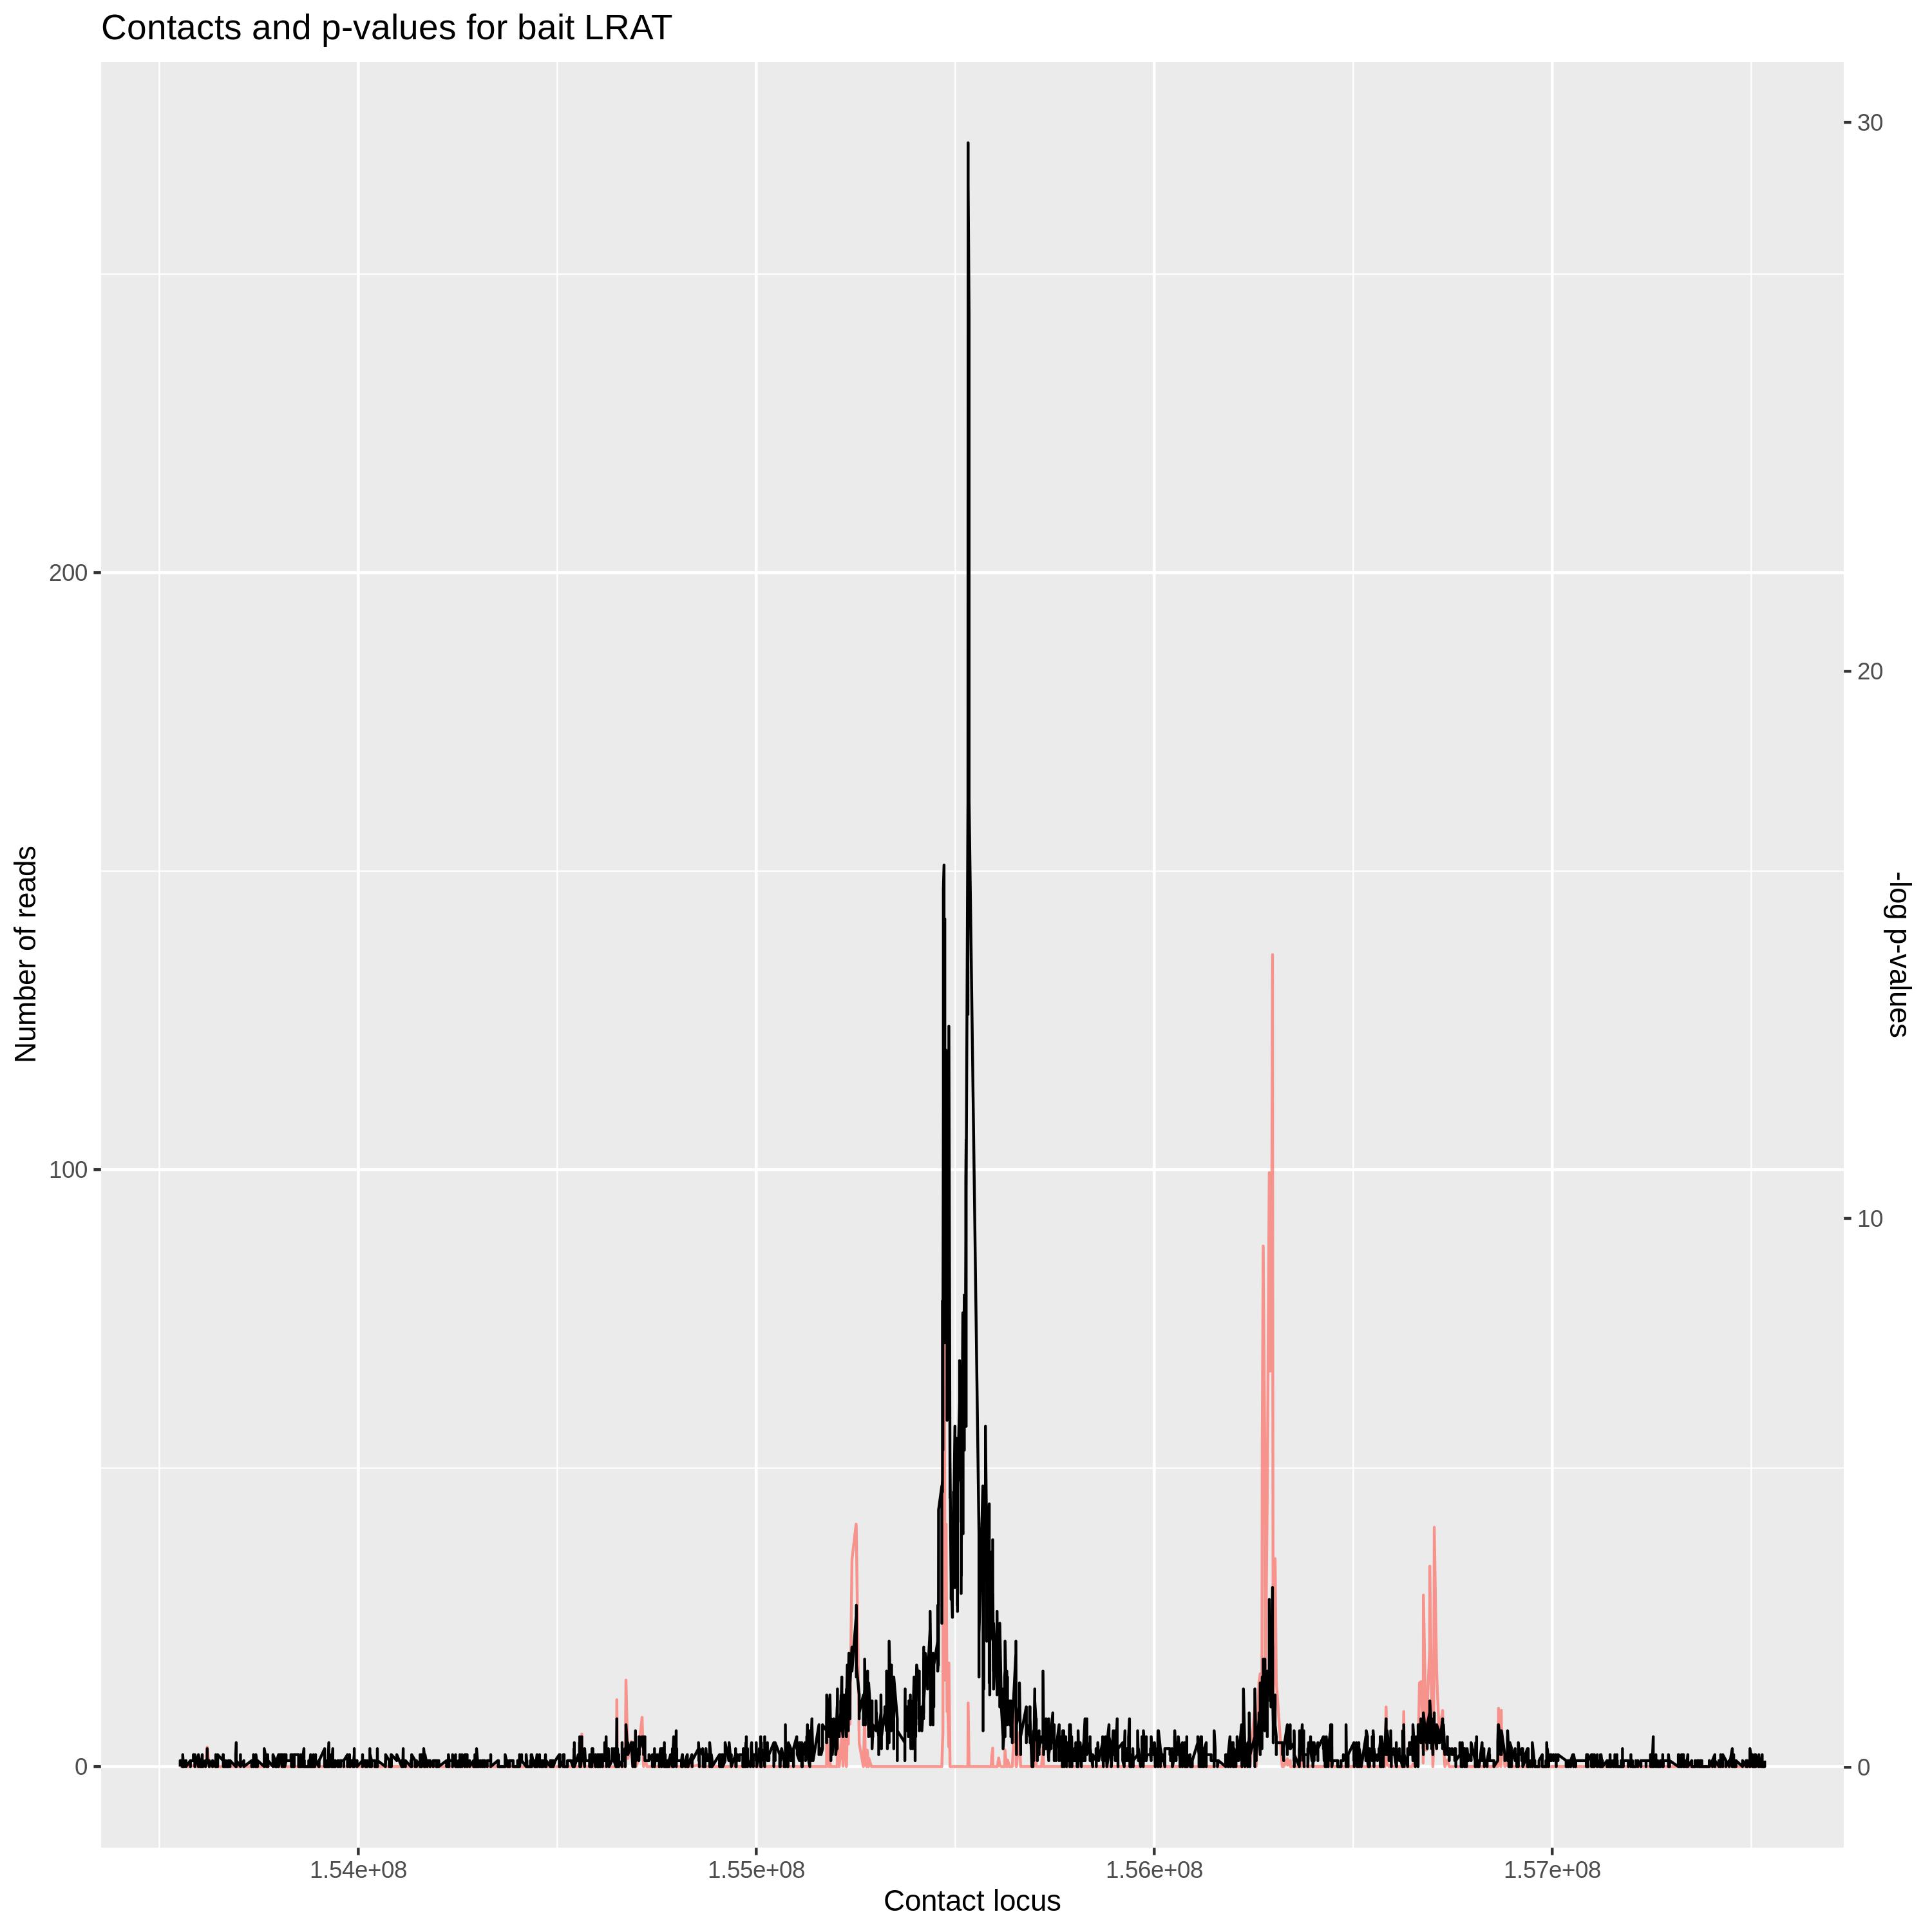 Contacts and p-values for bait LRAT
Number of reads
200
100
0
30
20
10
0
-log p-values
1.54e+08
1.55e+08
1.56e+08
1.57e+08
Contact locus